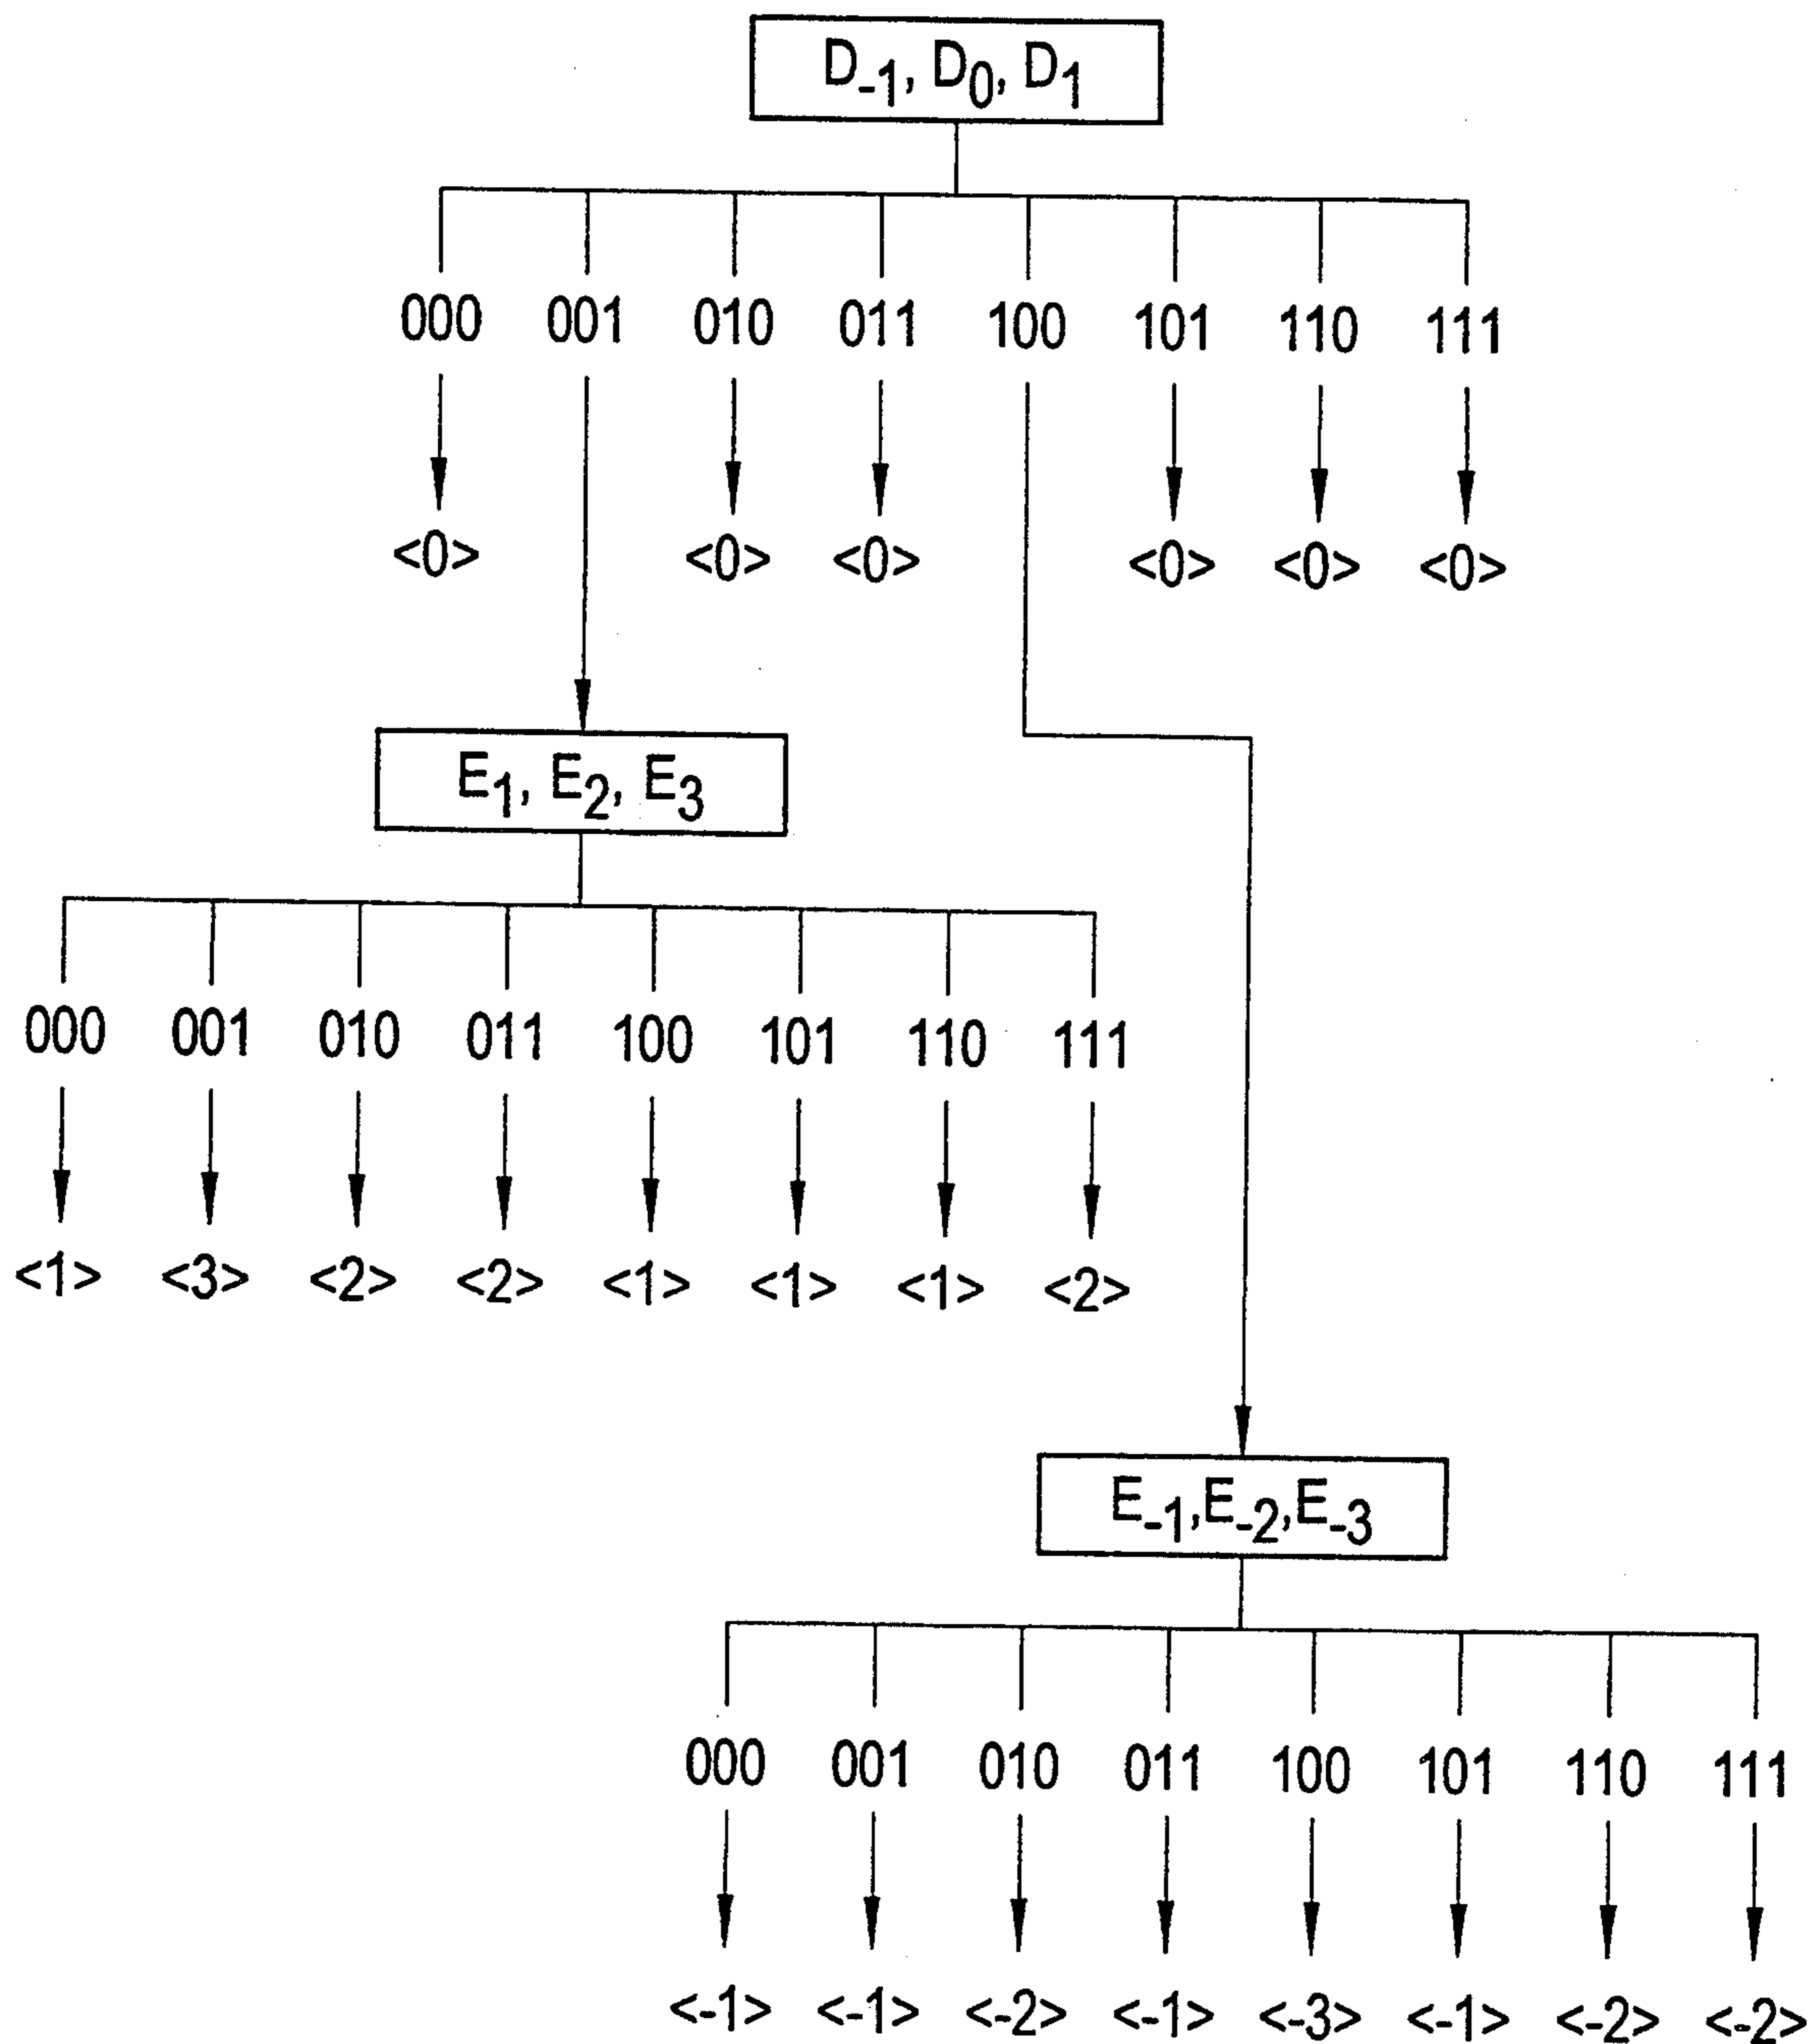 D₋₁, D₀, D₁
000 001 010 011 100 101 110 111
<0> <0> <0> <0> <0> <0>
E₁, E₂, E₃
000 001 010 011 100 101 110 111
<1> <3> <2> <2> <1> <1> <1> <2>
E₋₁,E₋₂,E₋₃
000 001 010 011 100 101 110 111
<-1> <-1> <-2> <-1> <-3> <-1> <-2> <-2>